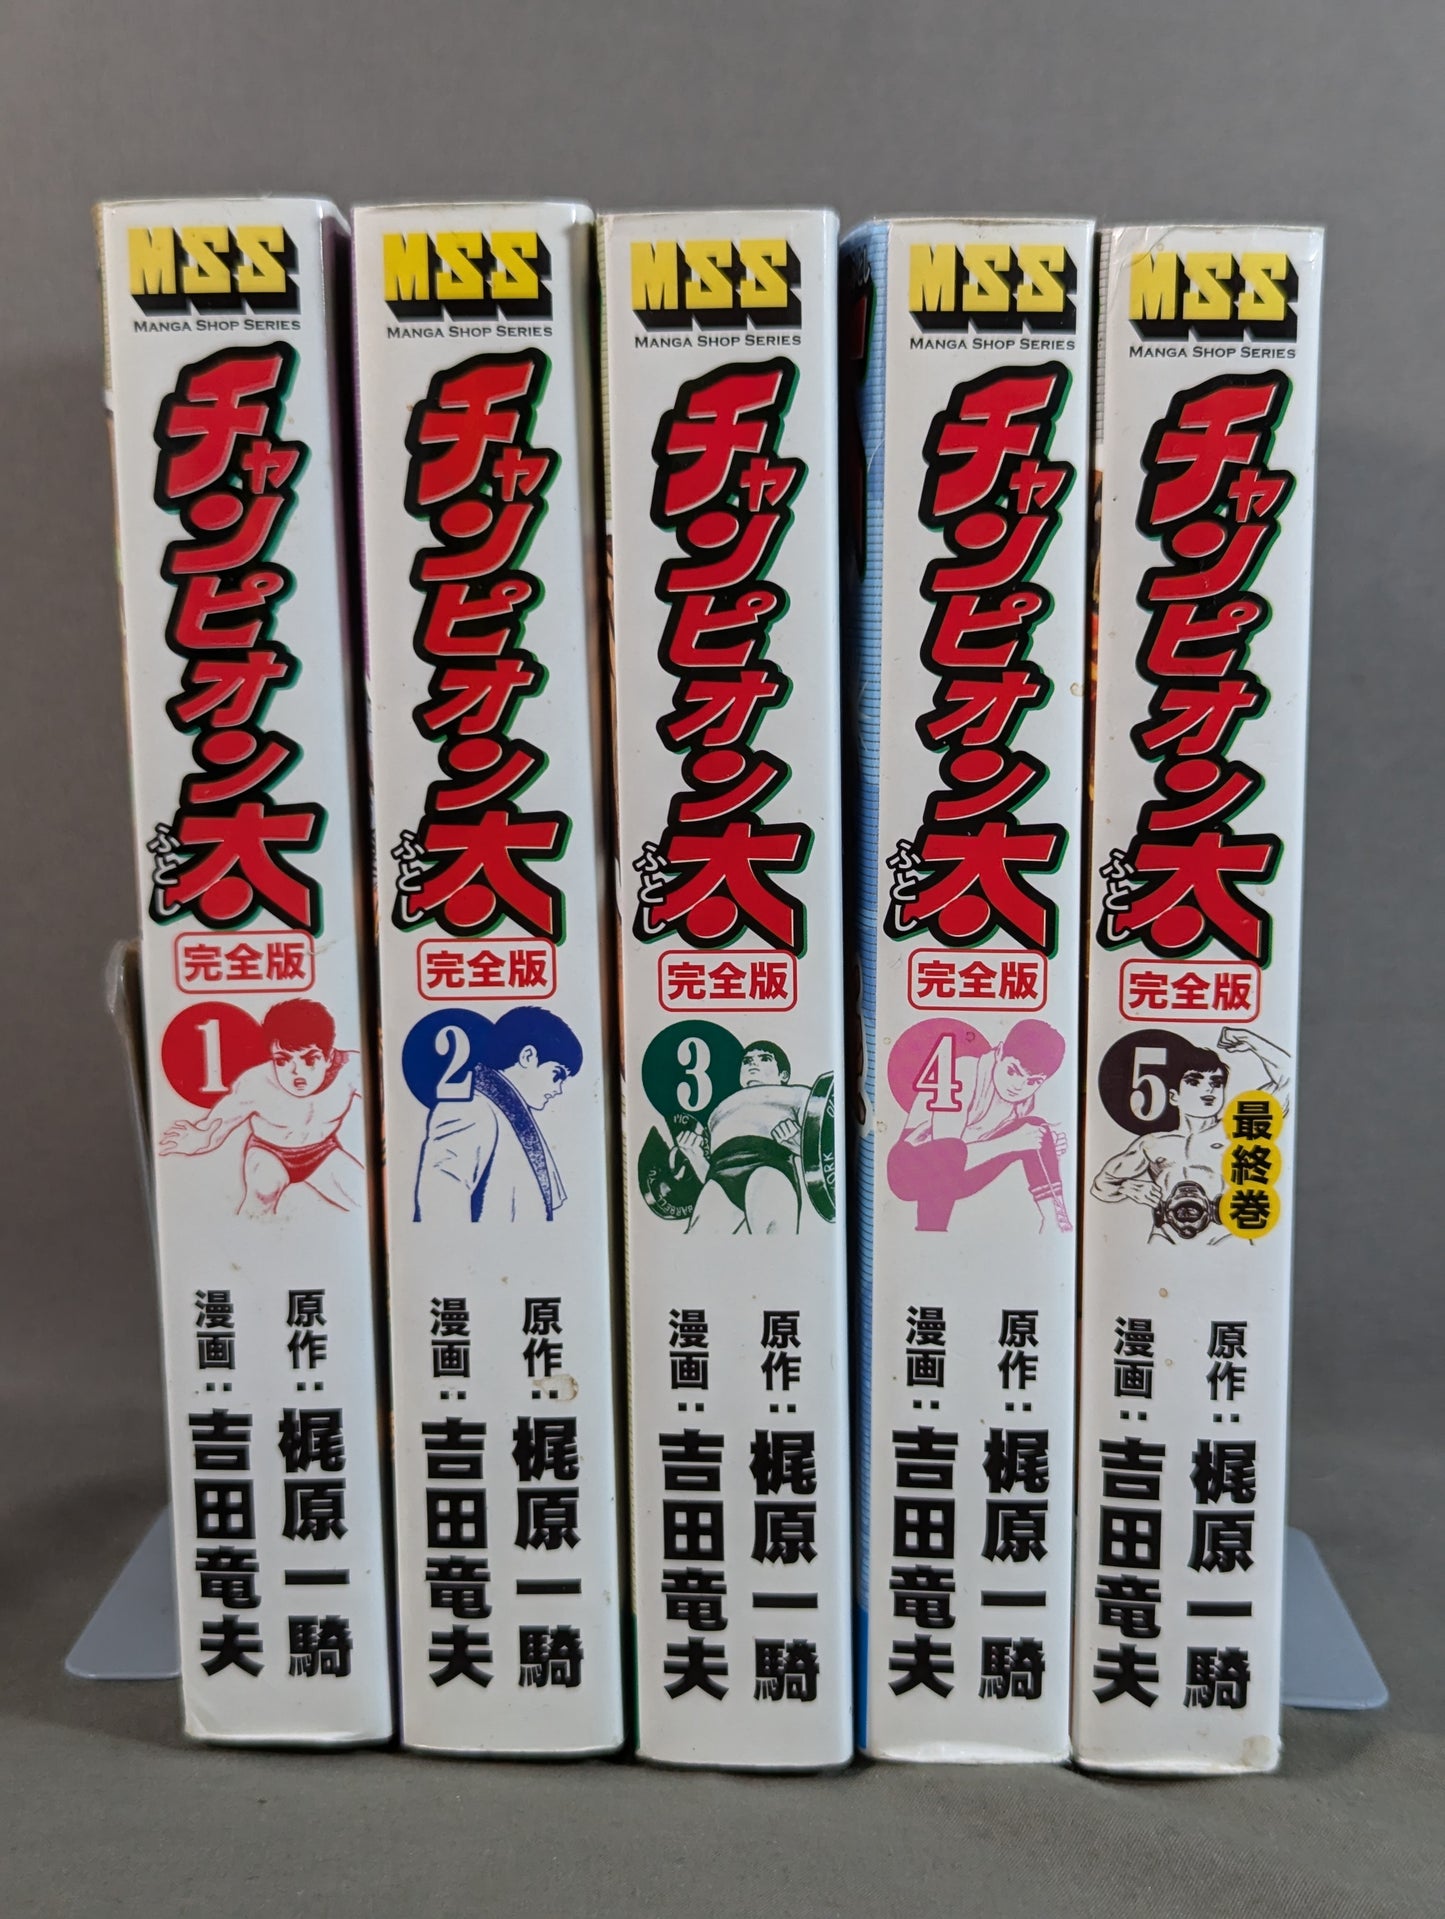 MSS
MANGA SHOP SERIES
チャンピオン太
ふとし
完全版
1
原作：梶原一騎
漫画：吉田竜夫
MSS
MANGA SHOP SERIES
チャンピオン太
ふとし
完全版
2
原作：梶原一騎
漫画：吉田竜夫
MSS
MANGA SHOP SERIES
チャンピオン太
ふとし
完全版
3
BARBELL
ORK
原作：梶原一騎
漫画：吉田竜夫
MSS
MANGA SHOP SERIES
チャンピオン太
ふとし
完全版
4
原作：梶原一騎
漫画：吉田竜夫
MSS
MANGA SHOP SERIES
チャンピオン太
ふとし
完全版
5
最終巻
原作：梶原一騎
漫画：吉田竜夫